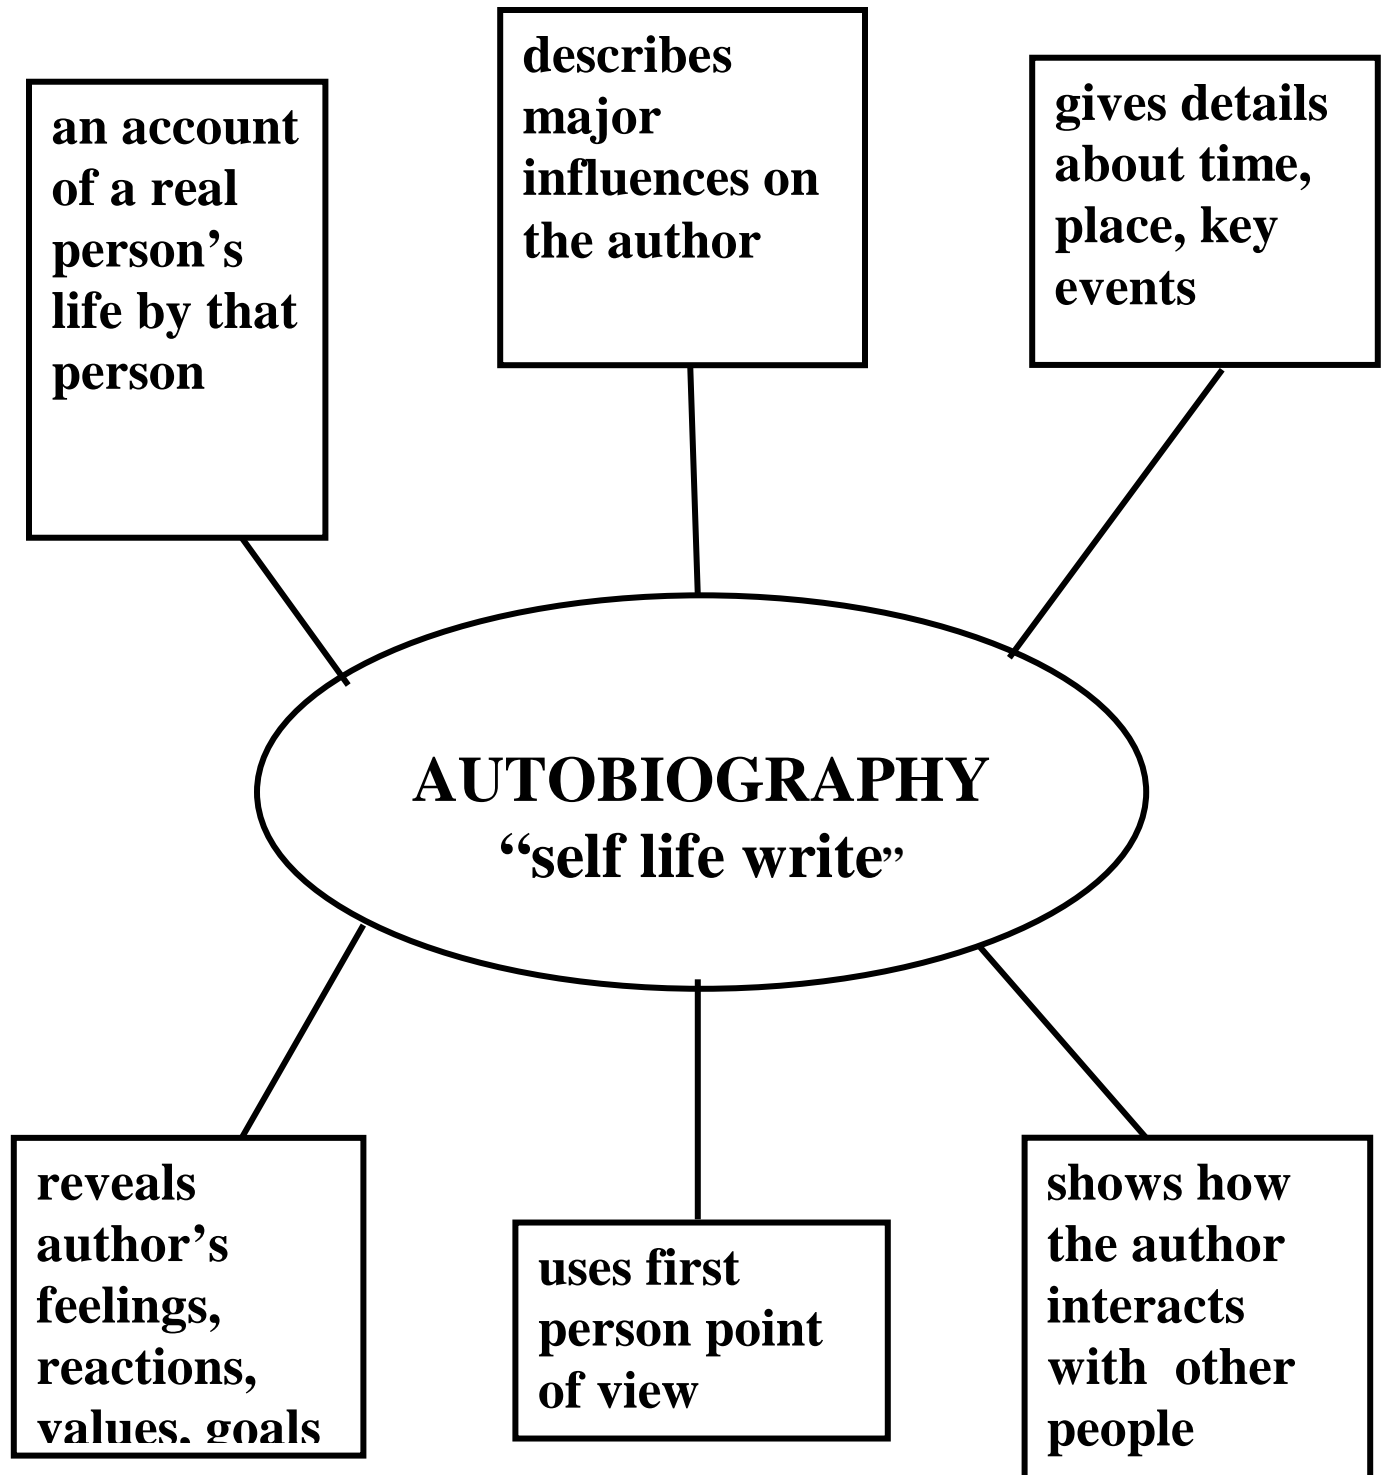 an account
of a real
person’s
life by that
person
describes
major
influences on
the author
gives details
about time,
place, key
events
AUTOBIOGRAPHY
“self life write”
reveals
author’s
feelings,
reactions,
values, goals
uses first
person point
of view
shows how
the author
interacts
with  other
people